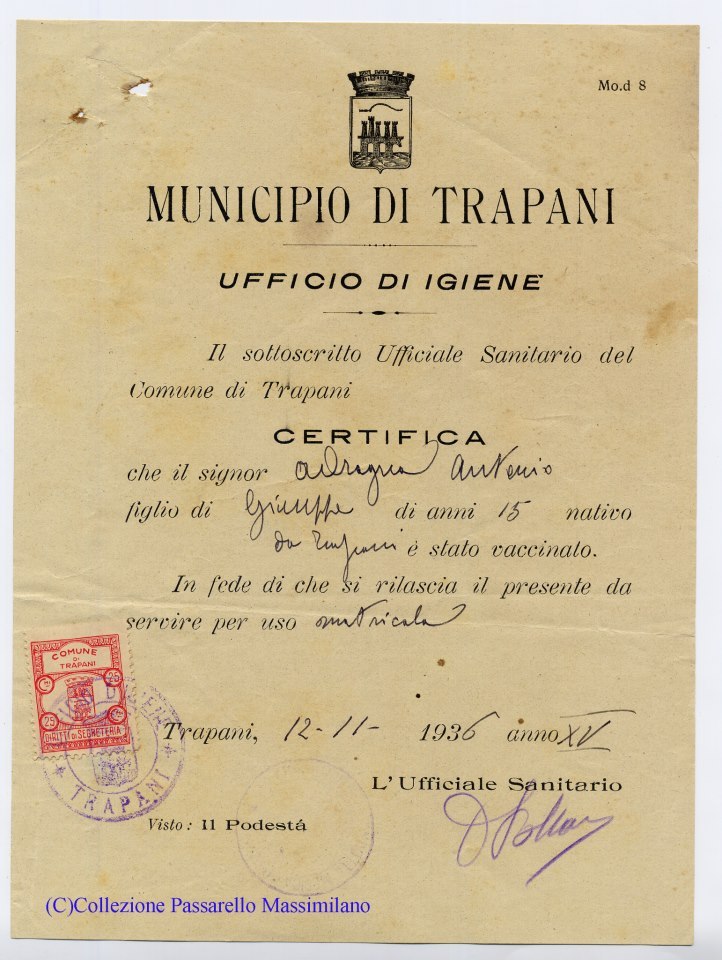 Mo.d 8
MUNICIPIO DI TRAPANI
UFFICIO DI IGIENE
Il sottoscritto Ufficiale Sanitario del
Comune di Trapani
CERTIFICA
che il signor Adragna Antonio
figlio di Giuseppe di anni 15 nativo
da Trapani è stato vaccinato.
In fede di che si rilascia il presente da
servire per uso matricola
COMUNE
DI
TRAPANI
25
25
DIRITTI DI SEGRETERIA
TRAPANI
Trapani, 12-11- 1936 anno XV
L'Ufficiale Sanitario
Visto: Il Podestá
(C)Collezione Passarello Massimilano